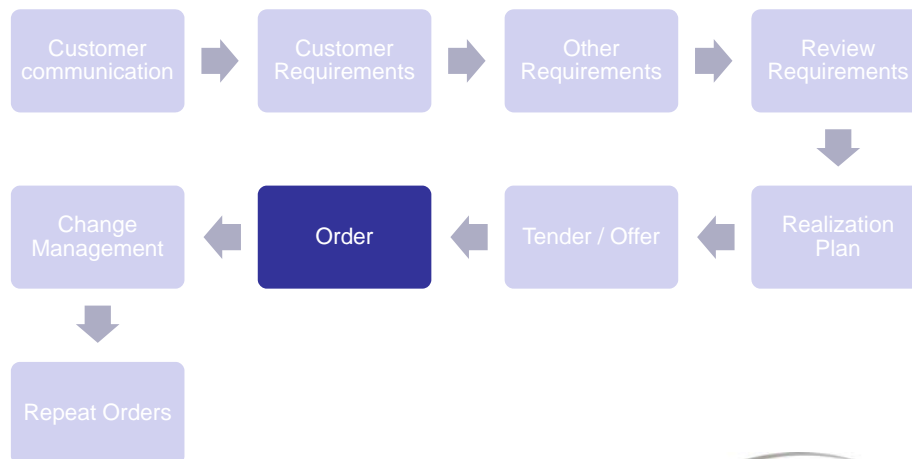 Customer
communication
Customer
Requirements
Other
Requirements
Review
Requirements
Realization
Plan
Tender / Offer
Order
Change
Management
Repeat Orders